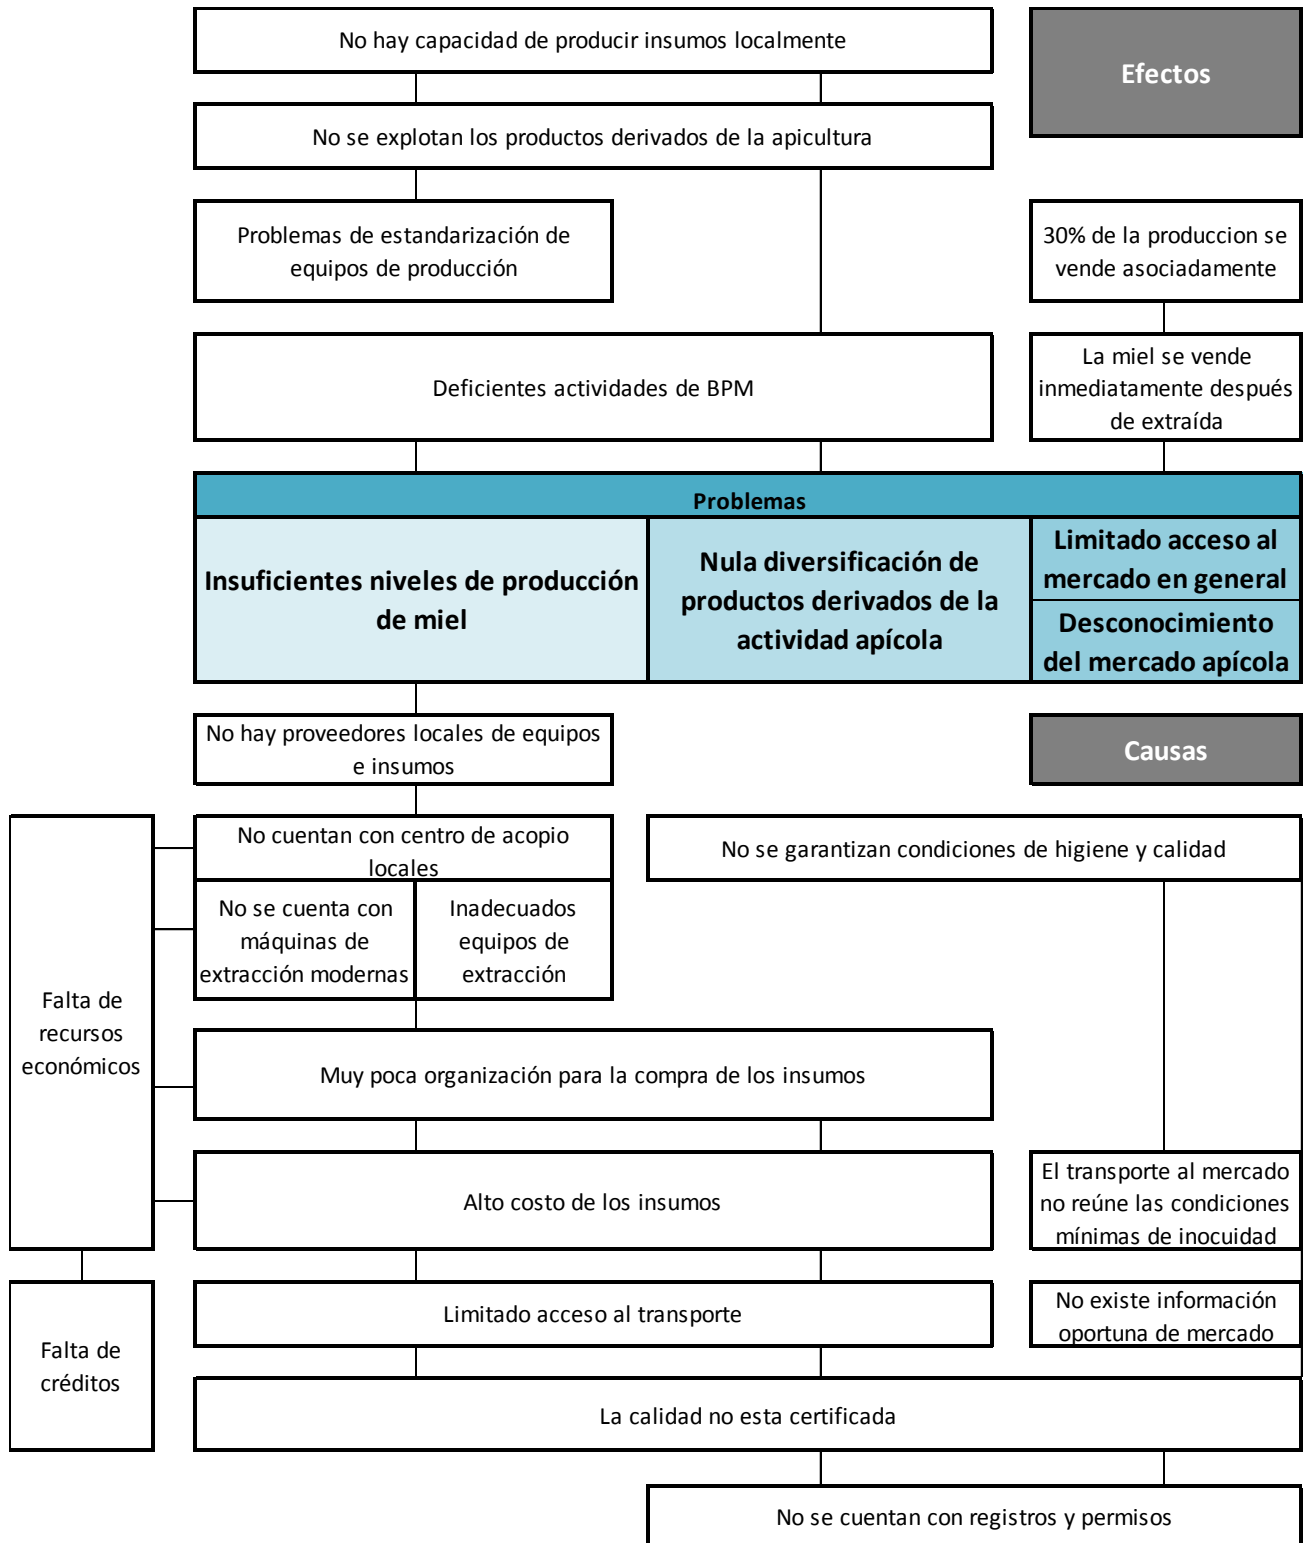 No hay capacidad de producir insumos localmente
Efectos
No se explotan los productos derivados de la apicultura
Problemas de estandarización de
equipos de producción
30% de la produccion se
vende asociadamente
Deficientes actividades de BPM
La miel se vende
inmediatamente después
de extraída
Problemas
Insuficientes niveles de producción
de miel
Nula diversificación de
productos derivados de la
actividad apícola
Limitado acceso al
mercado en general
Desconocimiento
del mercado apícola
No hay proveedores locales de equipos
e insumos
Causas
No cuentan con centro de acopio
locales
No se garantizan condiciones de higiene y calidad
No se cuenta con
máquinas de
extracción modernas
Inadecuados
equipos de
extracción
Falta de
recursos
económicos
Muy poca organización para la compra de los insumos
Alto costo de los insumos
El transporte al mercado
no reúne las condiciones
mínimas de inocuidad
Limitado acceso al transporte
No existe información
oportuna de mercado
Falta de
créditos
La calidad no esta certificada
No se cuentan con registros y permisos